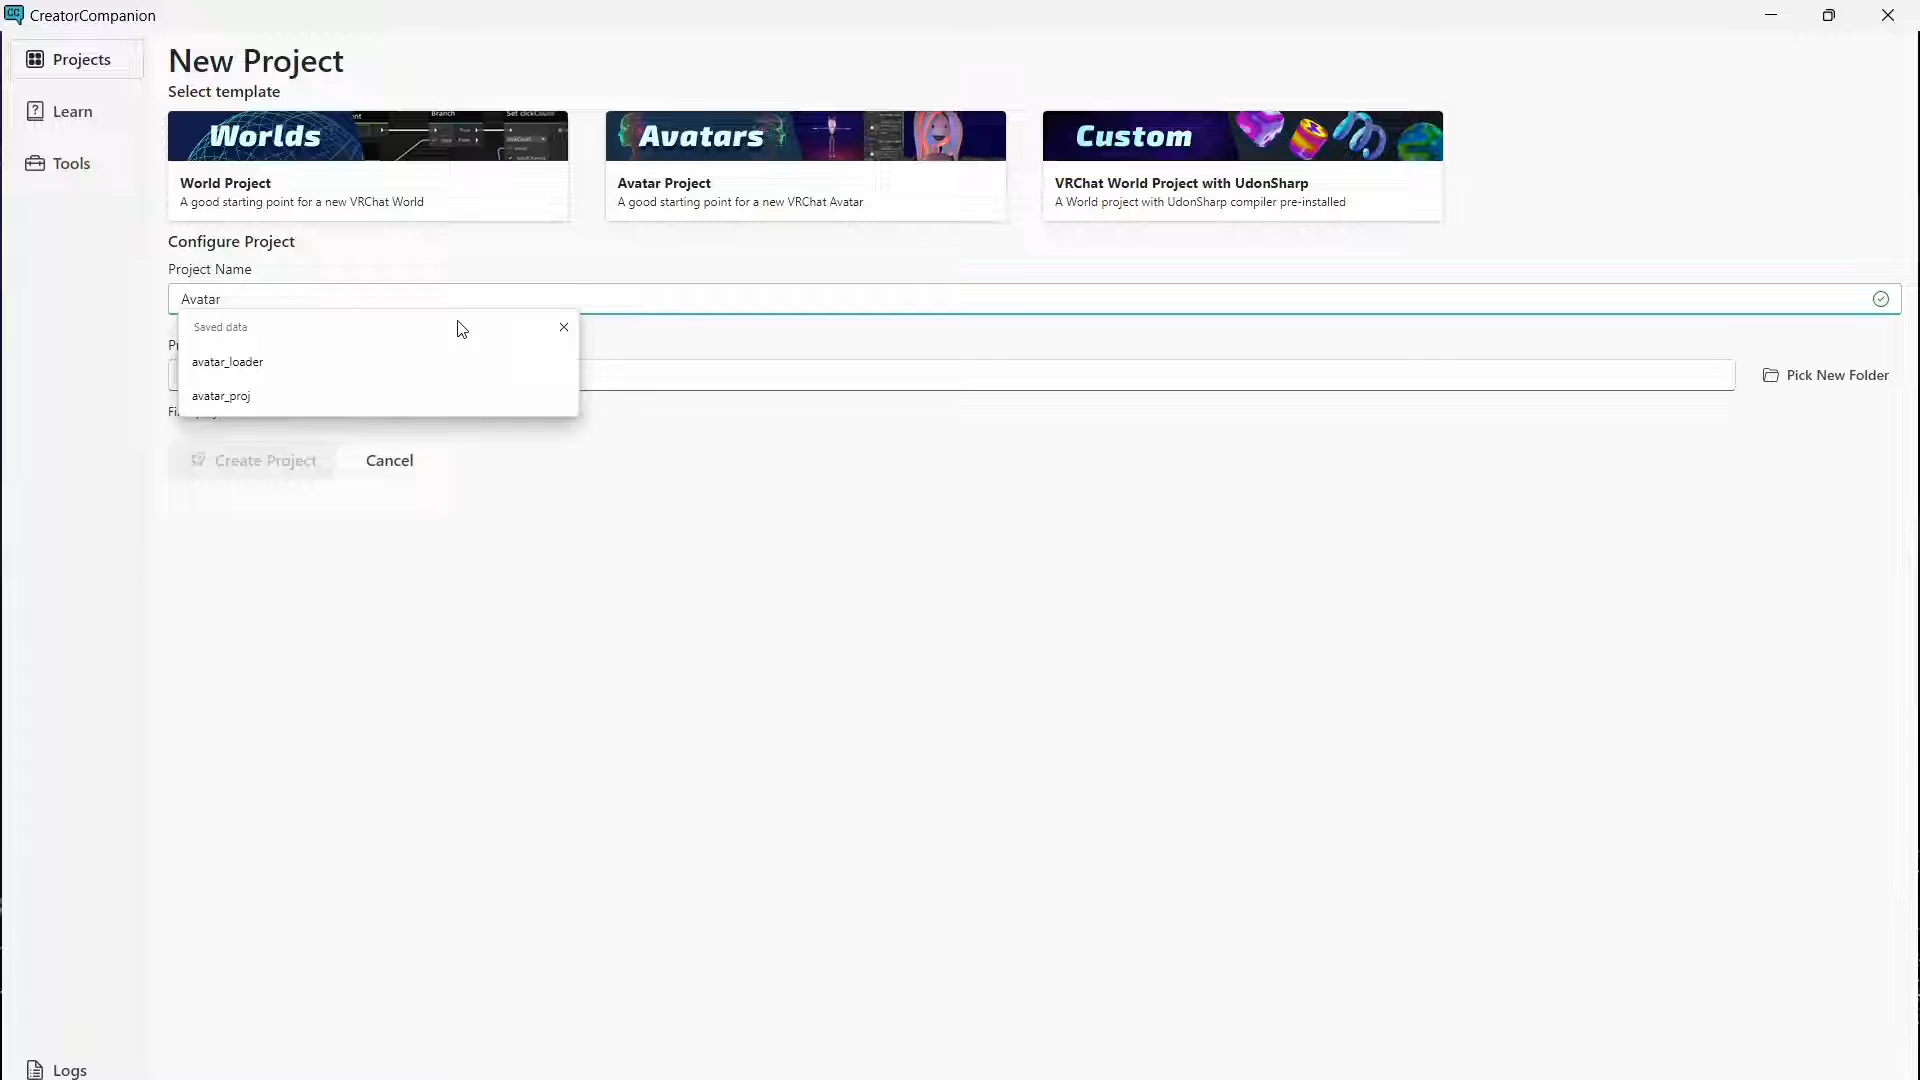 CreatorCompanion
Projects
Learn
Tools
New Project
Select template
Worlds
Branch
Set clickCount
World Project
A good starting point for a new VRChat World
Avatars
Avatar Project
A good starting point for a new VRChat Avatar
Custom
VRChat World Project with UdonSharp
A World project with UdonSharp compiler pre-installed
Configure Project
Project Name
Avatar
Saved data
avatar_loader
avatar_proj
Pick New Folder
Create Project
Cancel
Logs